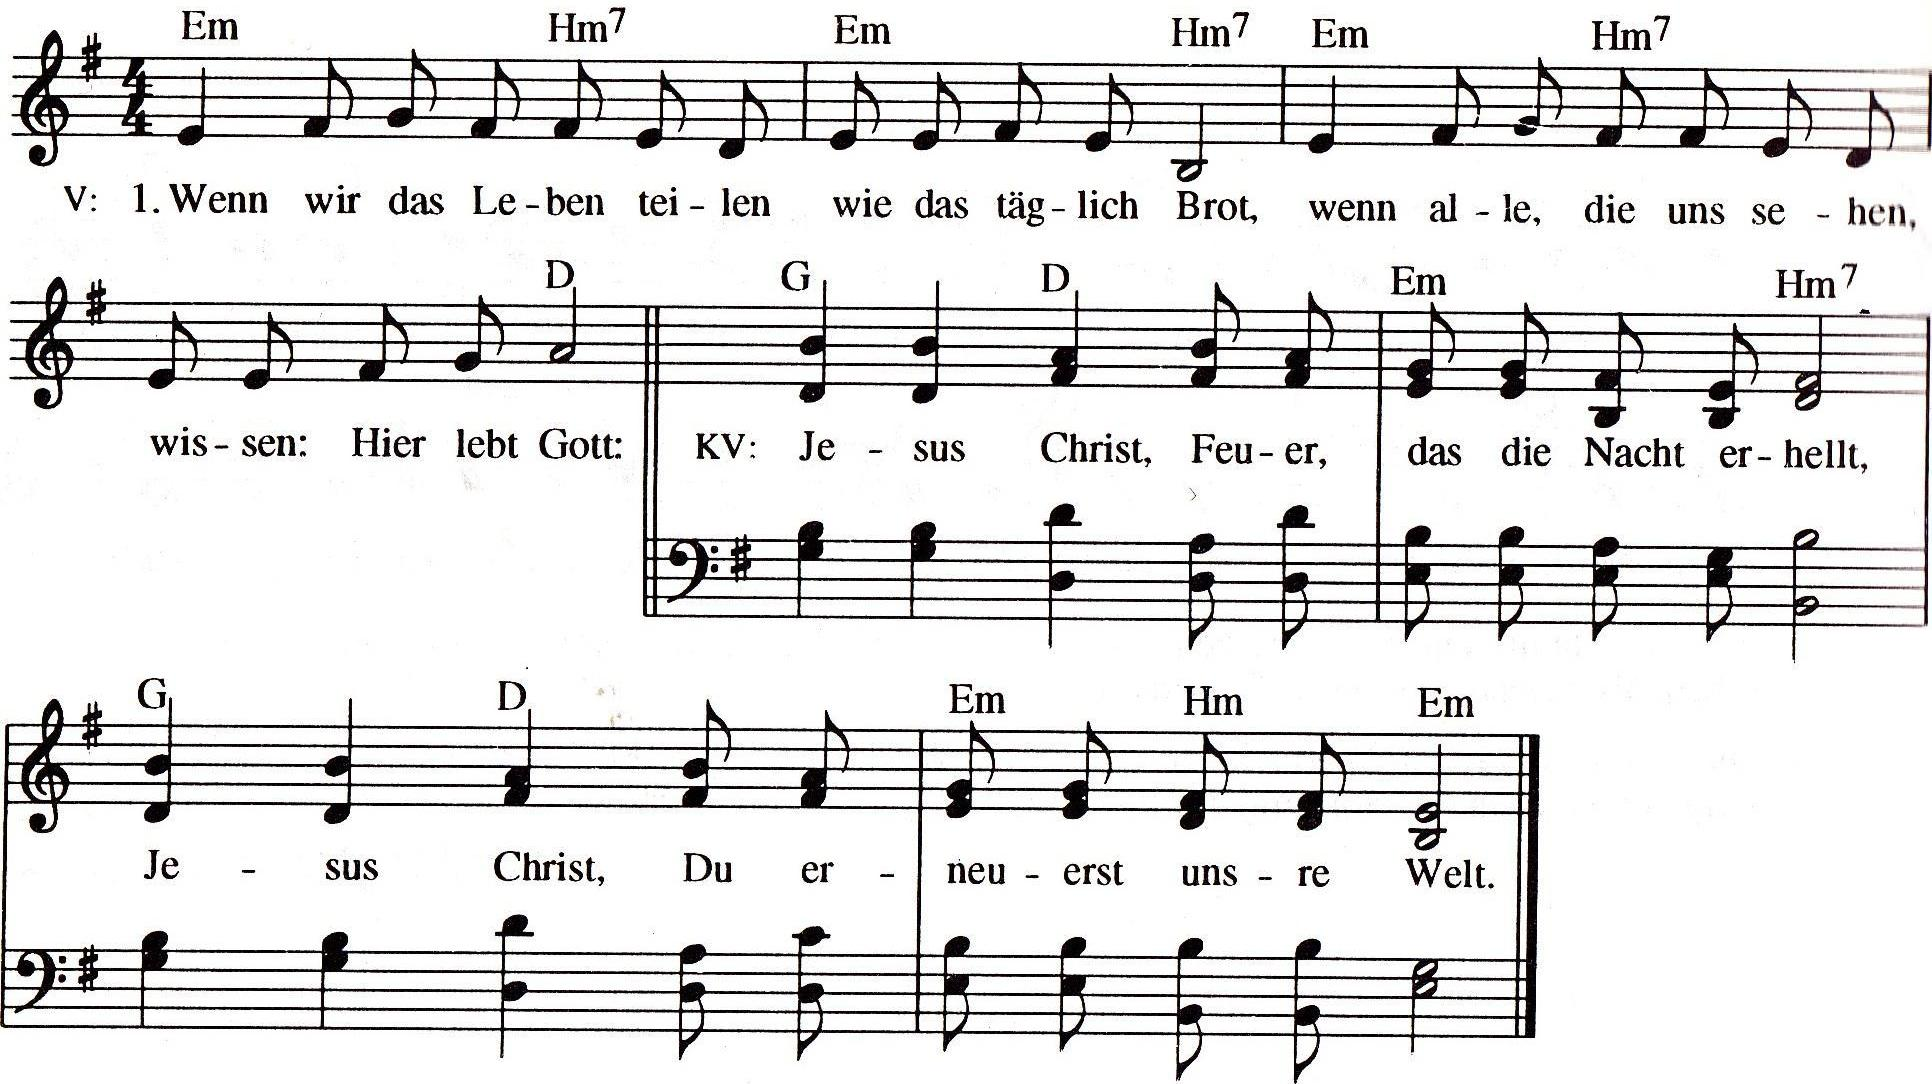 Em Hm7 Em Hm7 Em Hm7
4
4
V: 1. Wenn wir das Le - ben tei - len wie das täg - lich Brot, wenn al - le, die uns se - hen,
D G D Em Hm7
wis - sen: Hier lebt Gott: KV: Je - sus Christ, Feu - er, das die Nacht er - hellt,
G D Em Hm Em
Je - sus Christ, Du er - neu - erst uns - re Welt.